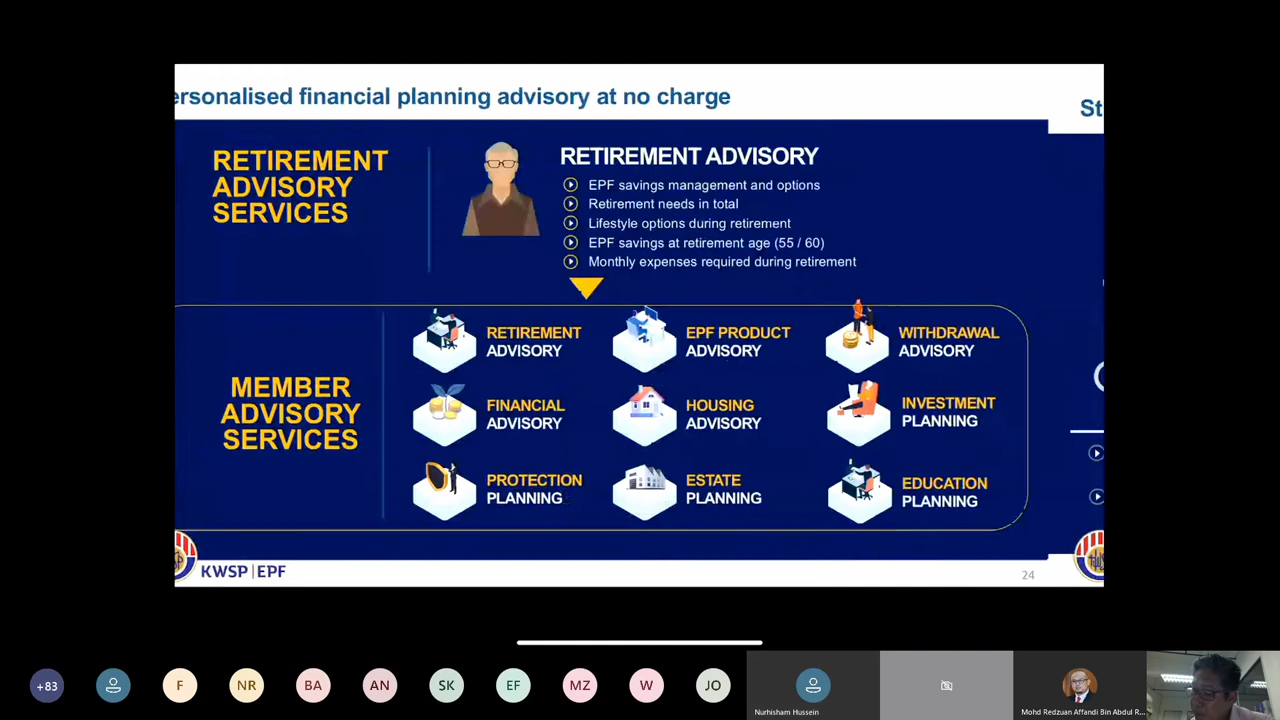 ersonalised financial planning advisory at no charge
St
RETIREMENT
ADVISORY
SERVICES
RETIREMENT ADVISORY
EPF savings management and options
Retirement needs in total
Lifestyle options during retirement
EPF savings at retirement age (55 / 60)
Monthly expenses required during retirement
MEMBER
ADVISORY
SERVICES
RETIREMENT
ADVISORY
EPF PRODUCT
ADVISORY
WITHDRAWAL
ADVISORY
FINANCIAL
ADVISORY
HOUSING
ADVISORY
INVESTMENT
PLANNING
PROTECTION
PLANNING
ESTATE
PLANNING
EDUCATION
PLANNING
KWSP | EPF
24
+83
F
NR
BA
AN
SK
EF
MZ
W
JO
Nurhisham Hussein
Mohd Redzuan Affandi Bin Abdul R...